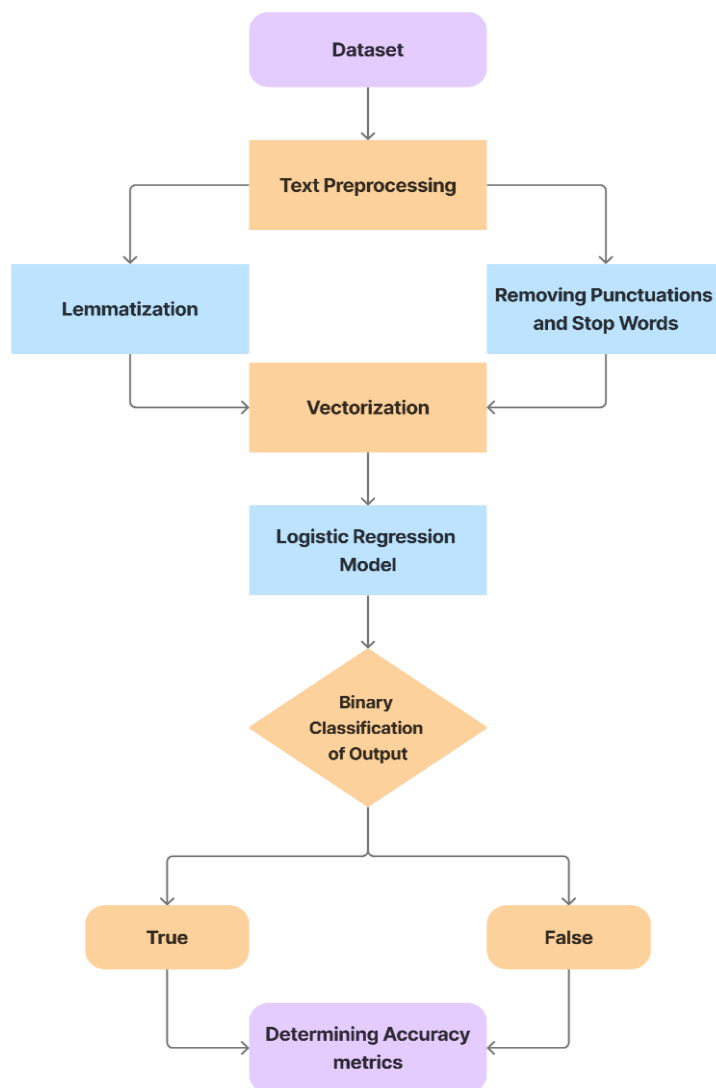 Dataset
Text Preprocessing
Lemmatization
Removing Punctuations
and Stop Words
Vectorization
Logistic Regression
Model
Binary
Classification
of Output
True
False
Determining Accuracy
metrics